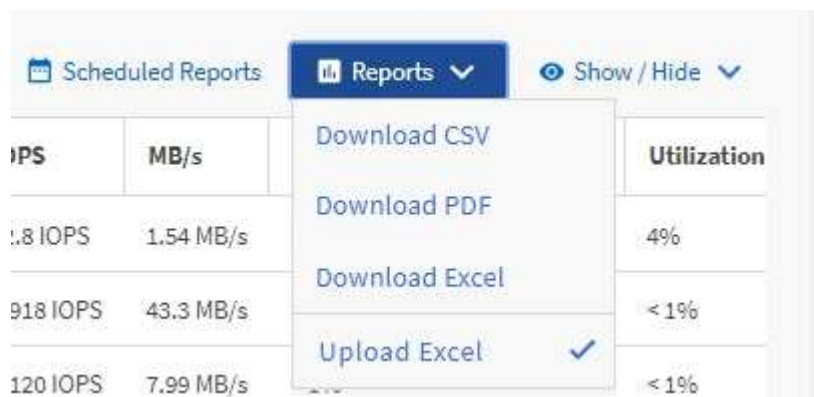 Scheduled Reports Reports Show / Hide
MB/s Utilization
Download CSV
Download PDF
1.54 MB/s 4%
Download Excel
918 IOPS 43.3 MB/s < 1%
Upload Excel
120 IOPS 7.99 MB/s < 1%